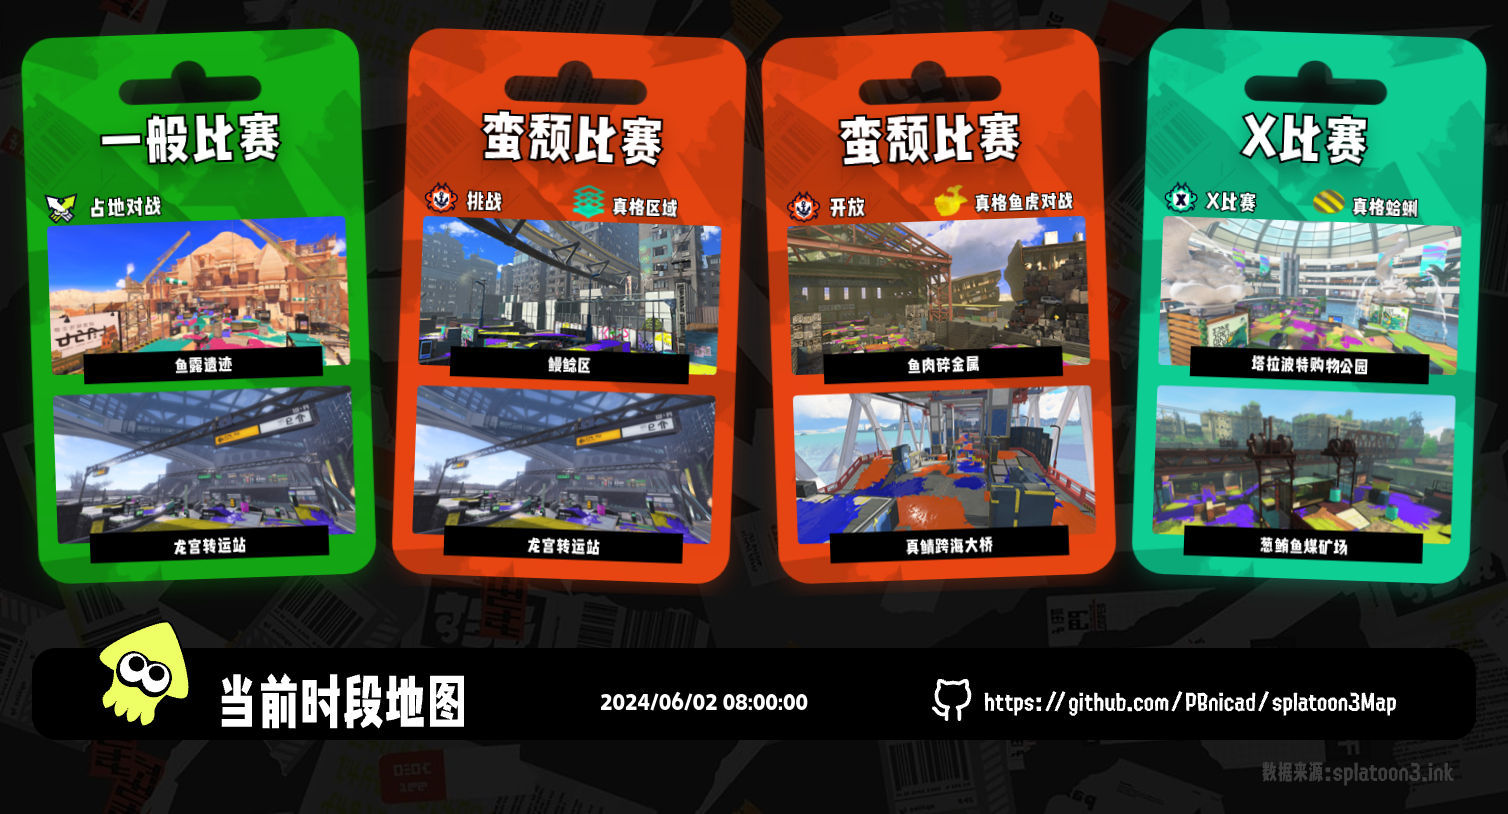 一般比赛
占地对战
鱼露遗迹
龙宫转运站
蛮颓比赛
挑战
真格区域
鳗鲶区
龙宫转运站
蛮颓比赛
开放
真格鱼虎对战
鱼肉碎金属
真鲭跨海大桥
X比赛
X比赛
真格蛤蜊
塔拉波特购物公园
葱鲔鱼煤矿场
当前时段地图
2024/06/02 08:00:00
https://github.com/PBnicad/splatoon3Map
数据来源:splatoon3.ink